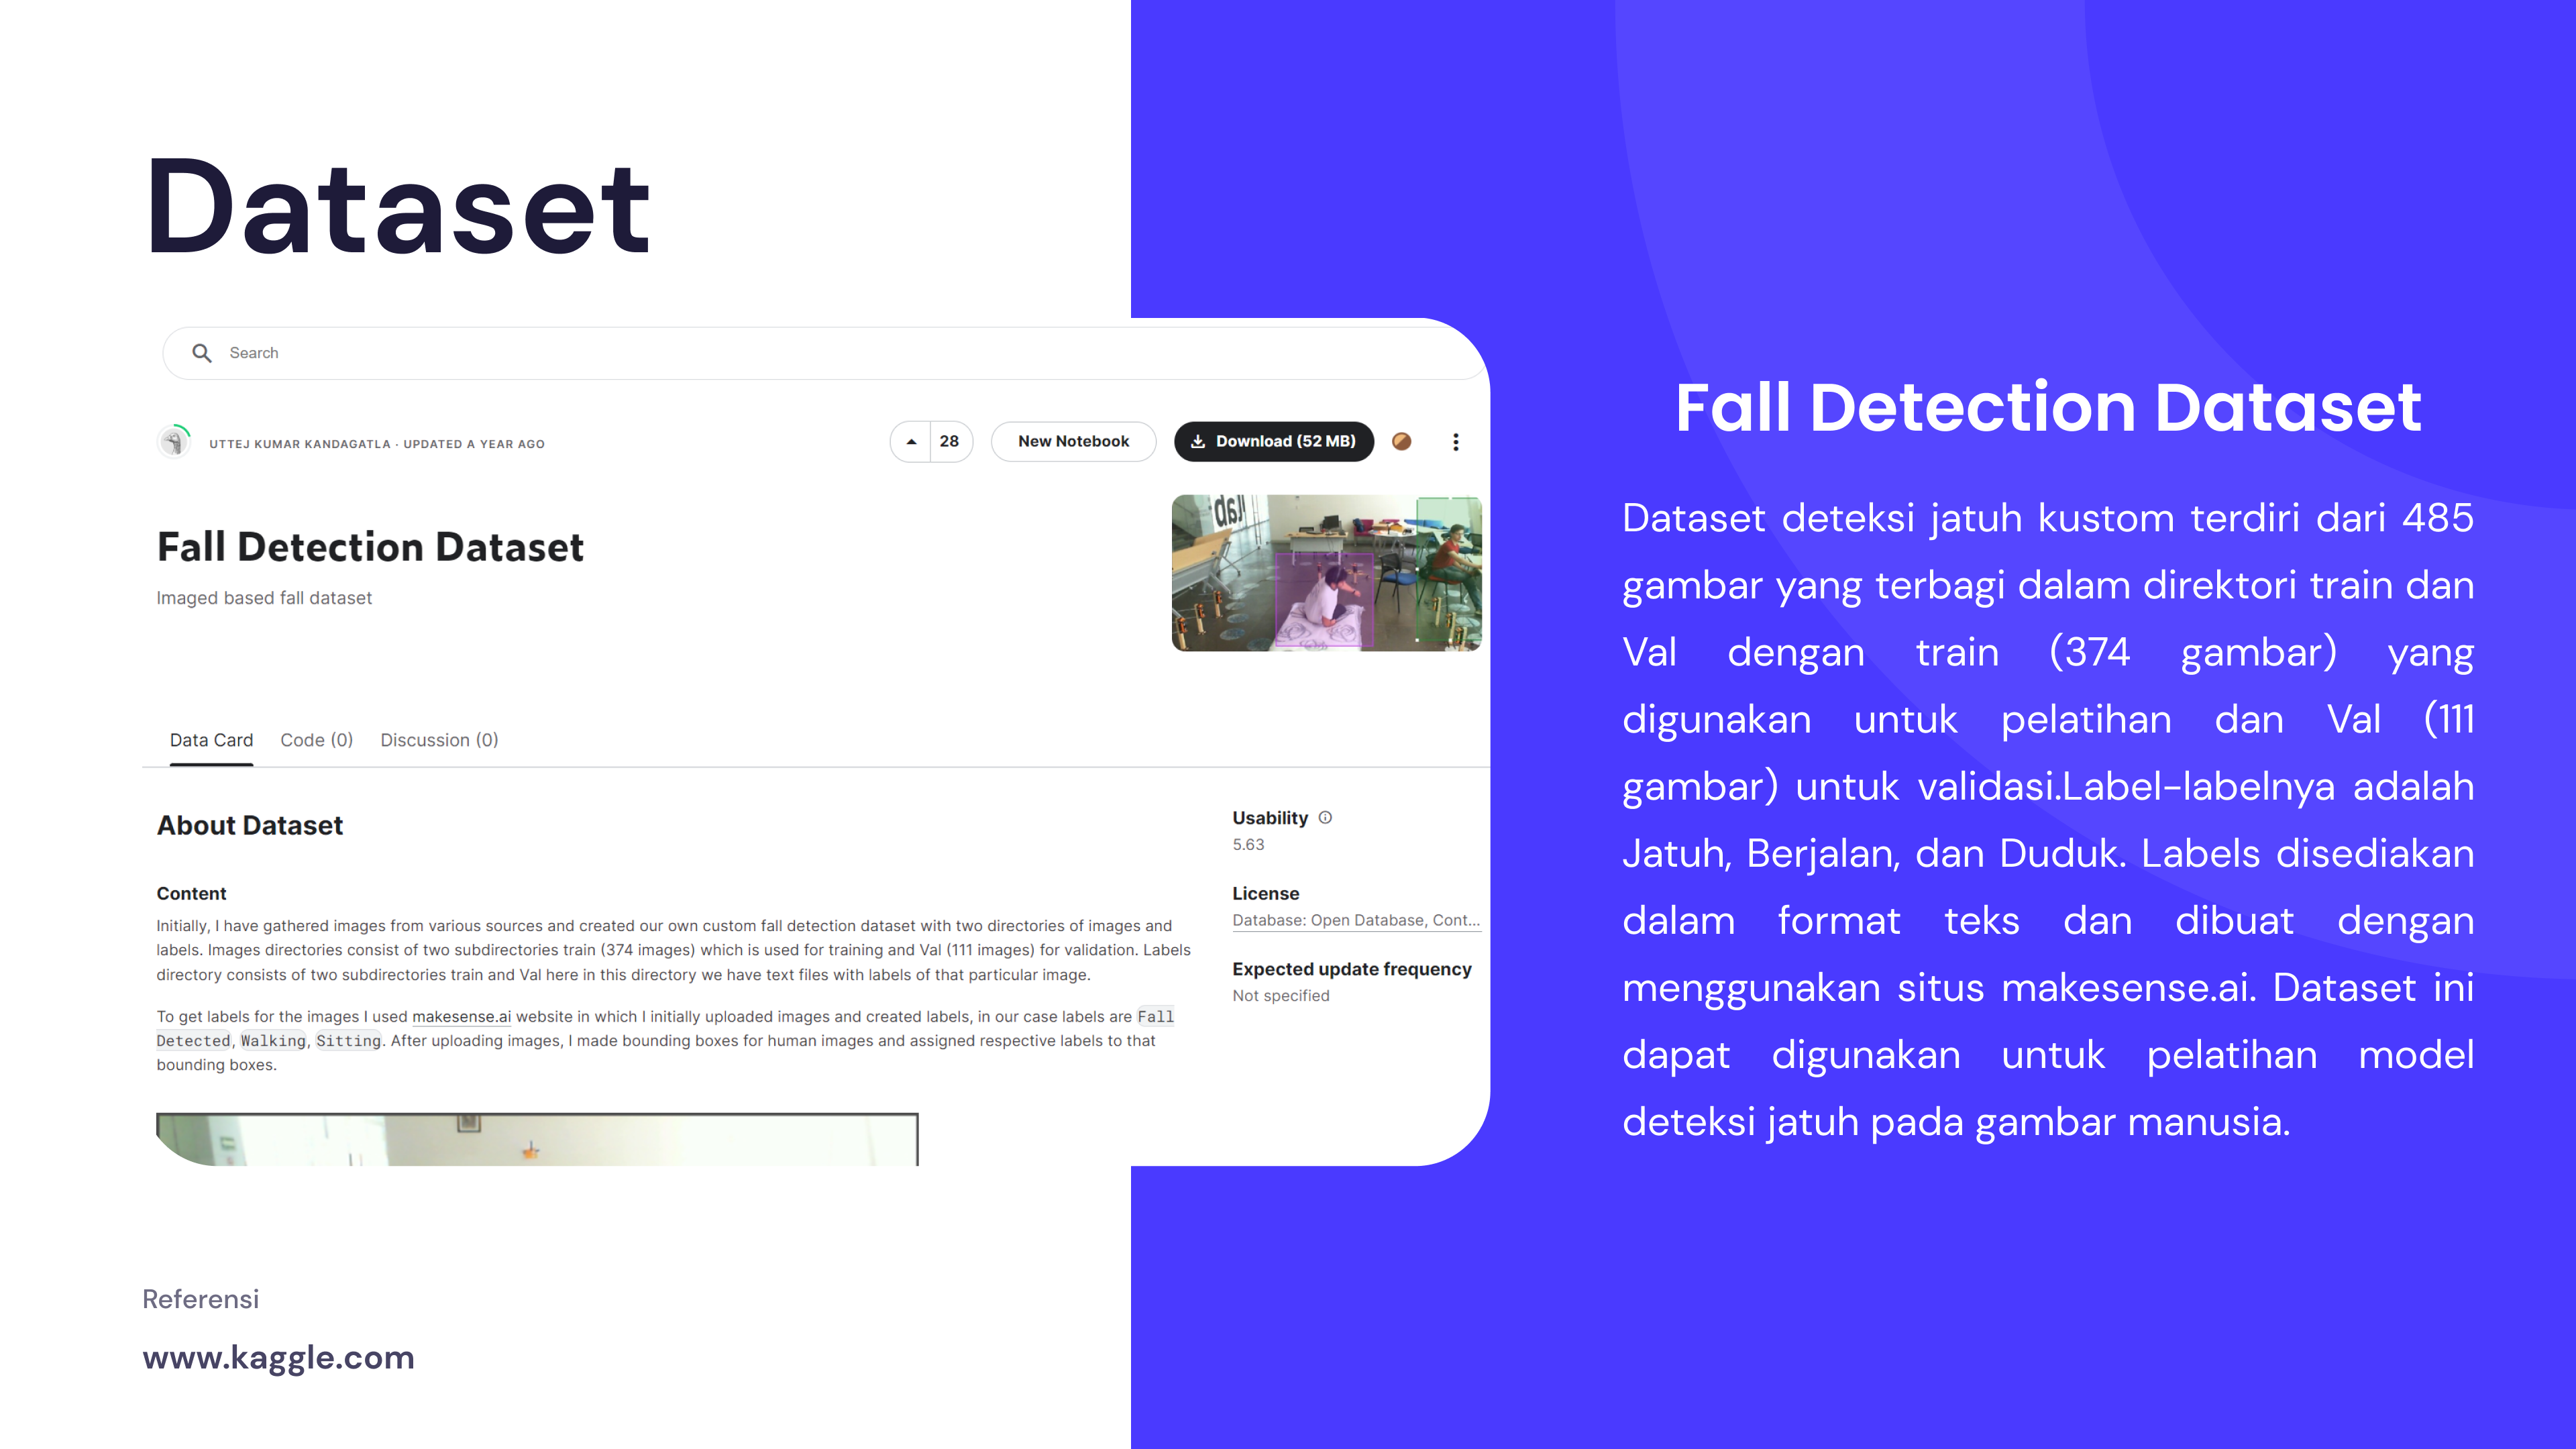 Dataset
Search
UTTEJ KUMAR KANDAGATLA · UPDATED A YEAR AGO
28
New Notebook
Download (52 MB)
Fall Detection Dataset
Imaged based fall dataset
Data Card
Code (0)
Discussion (0)
About Dataset
Content
Initially, I have gathered images from various sources and created our own custom fall detection dataset with two directories of images and
labels. Images directories consist of two subdirectories train (374 images) which is used for training and Val (111 images) for validation. Labels
directory consists of two subdirectories train and Val here in this directory we have text files with labels of that particular image.
To get labels for the images I used makesense.ai website in which I initially uploaded images and created labels, in our case labels are Fall
Detected, Walking, Sitting. After uploading images, I made bounding boxes for human images and assigned respective labels to that
bounding boxes.
Usability
5.63
License
Database: Open Database, Cont...
Expected update frequency
Not specified
Fall Detection Dataset
Dataset deteksi jatuh kustom terdiri dari 485
gambar yang terbagi dalam direktori train dan
Val dengan train (374 gambar) yang
digunakan untuk pelatihan dan Val (111
gambar) untuk validasi.Label-labelnya adalah
Jatuh, Berjalan, dan Duduk. Labels disediakan
dalam format teks dan dibuat dengan
menggunakan situs makesense.ai. Dataset ini
dapat digunakan untuk pelatihan model
deteksi jatuh pada gambar manusia.
Referensi
www.kaggle.com